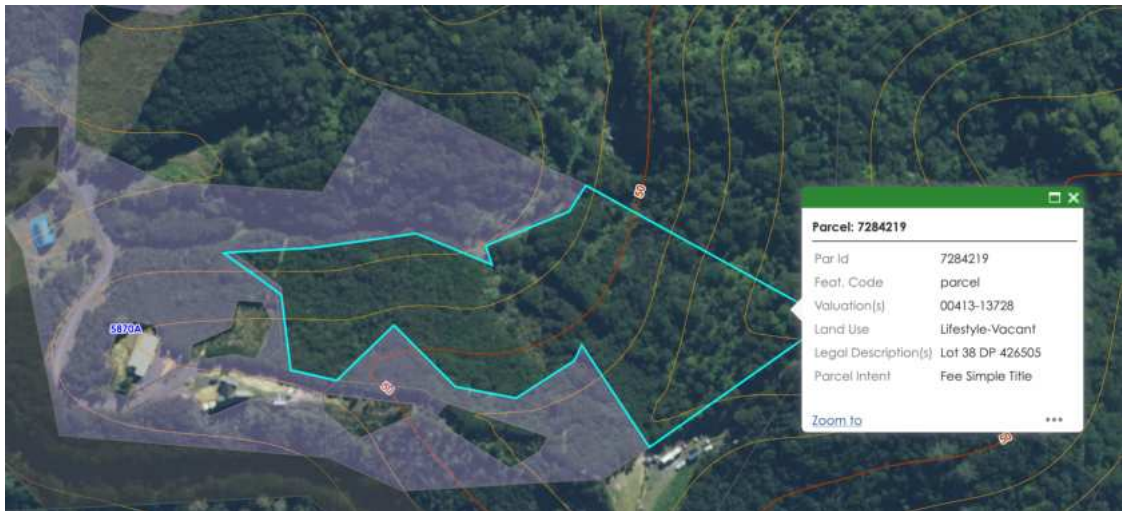 Parcel: 7284219
Par Id 7284219
Feat. Code parcel
Valuation(s) 00413-13728
Land Use Lifestyle-Vacant
Legal Description(s) Lot 38 DP 426505
Parcel Intent Fee Simple Title
Zoom to
5870A
50
50
50